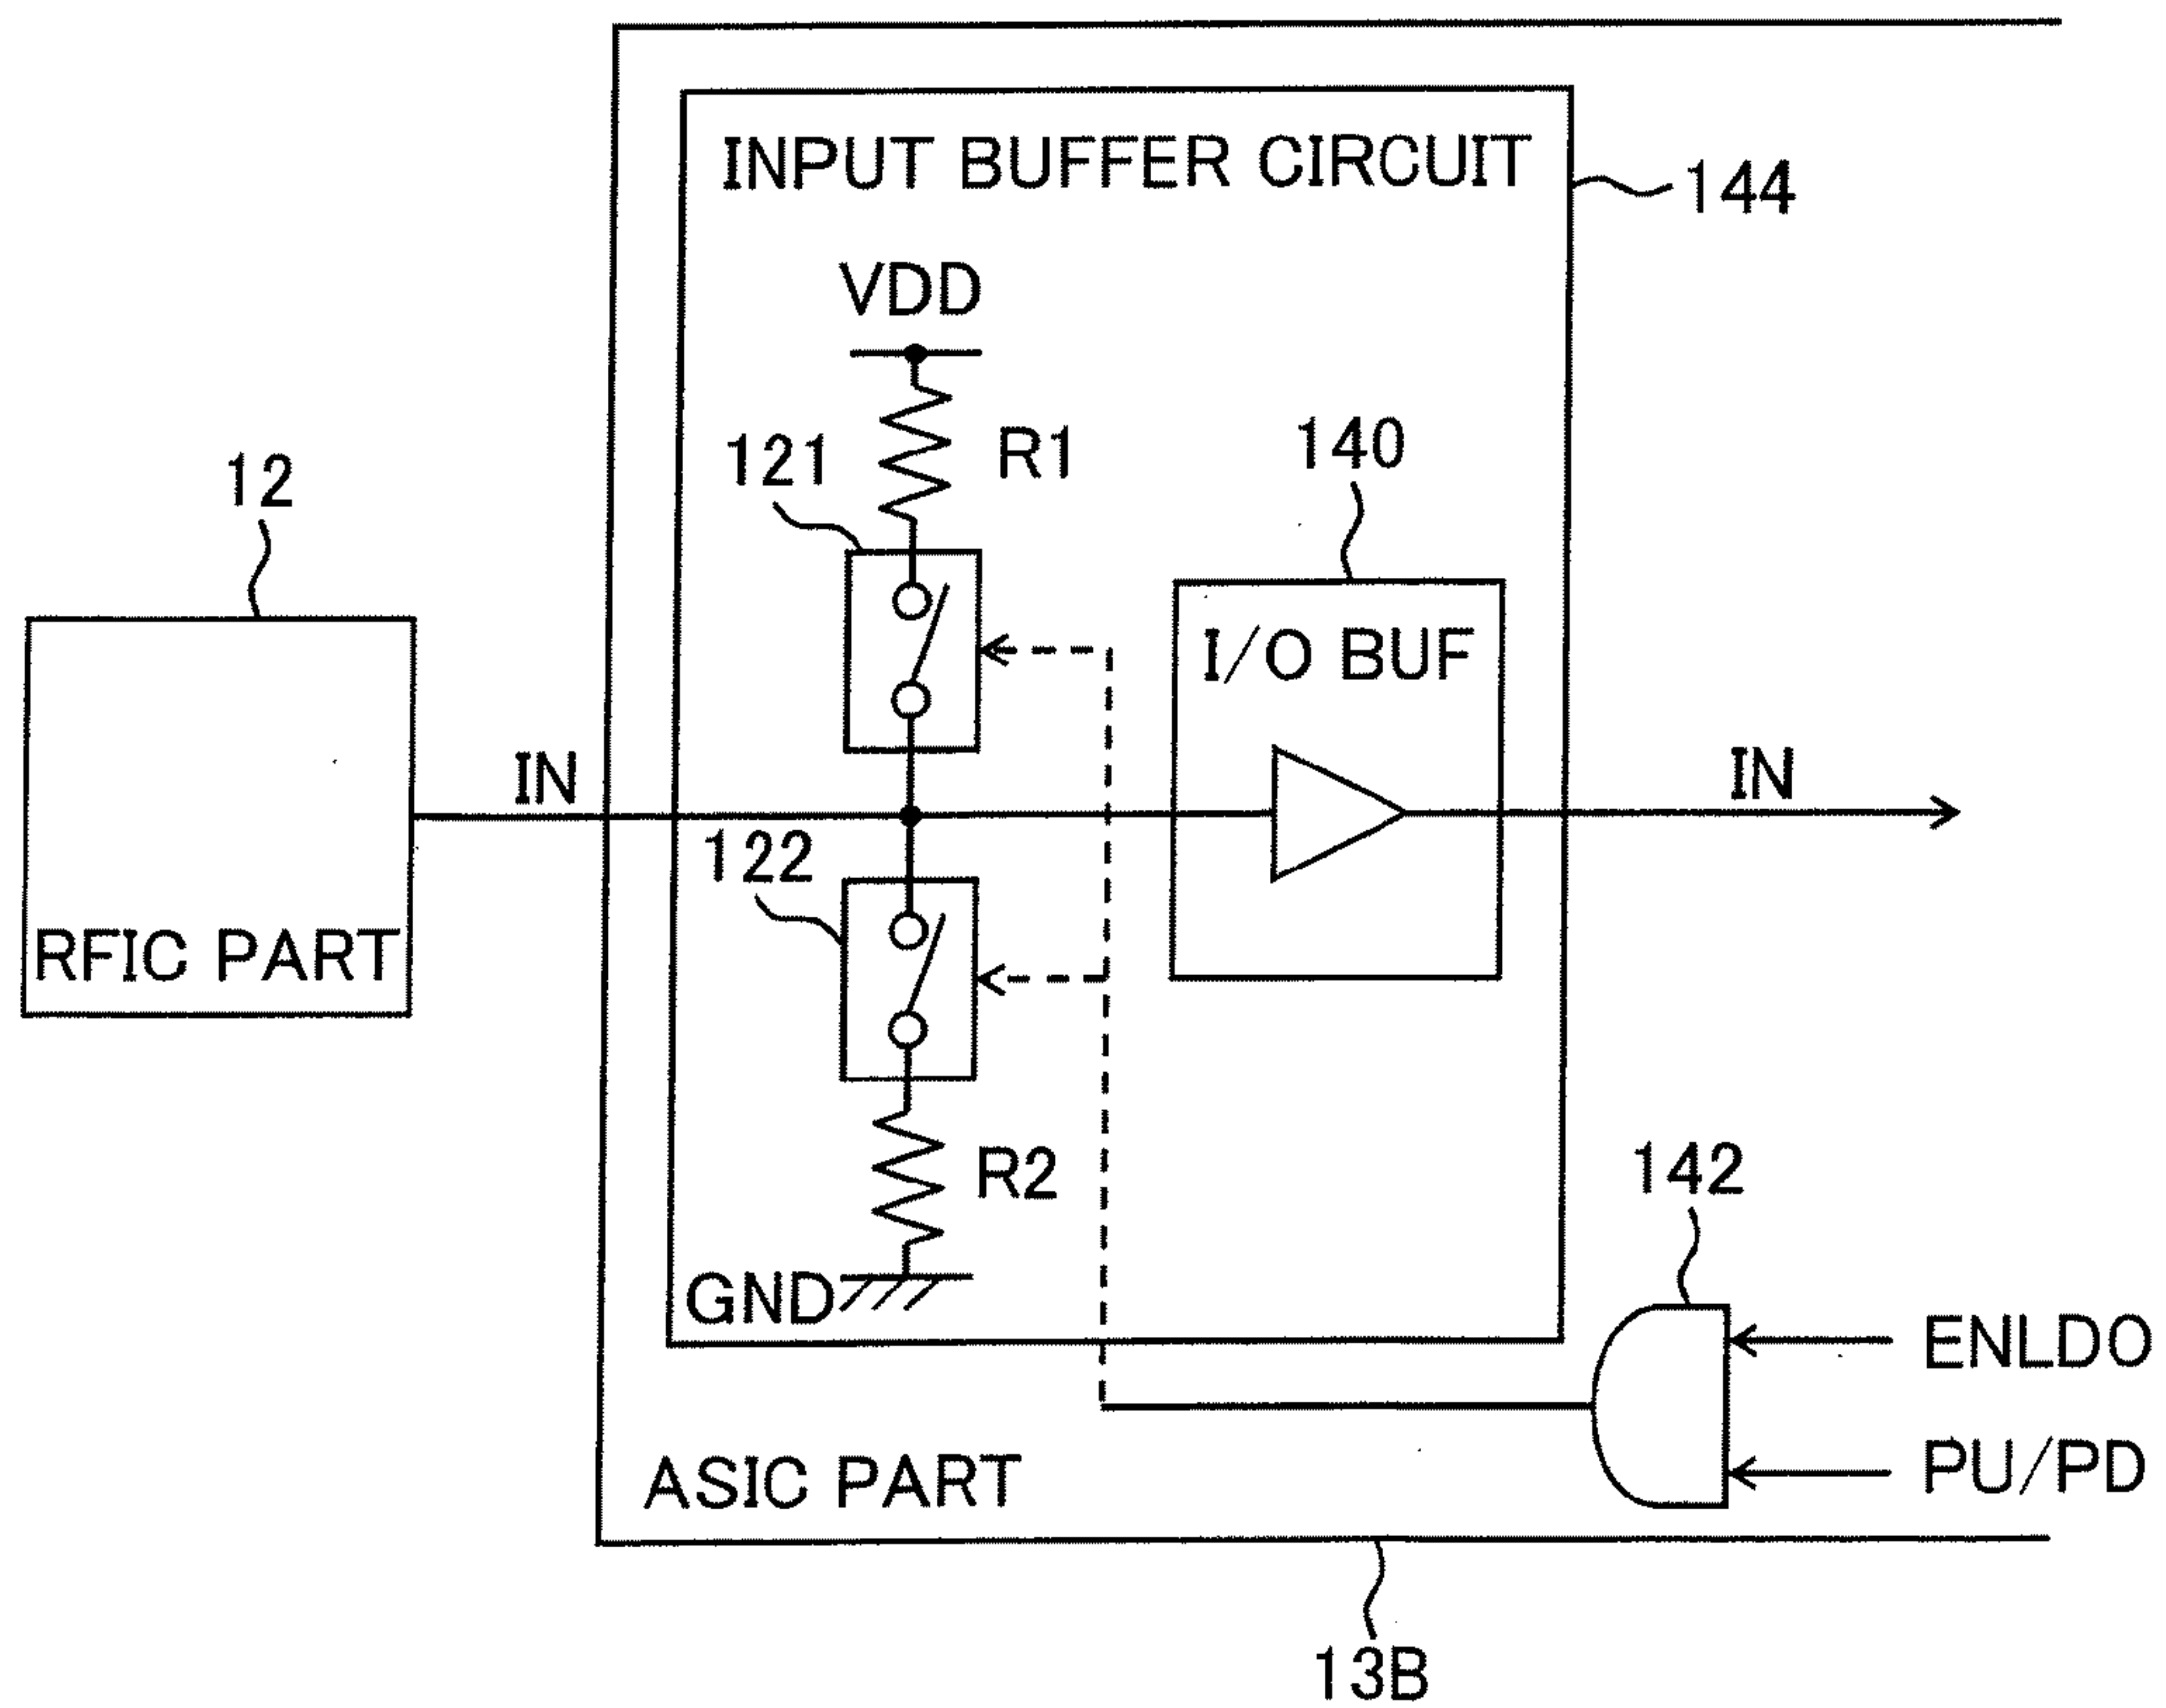 INPUT BUFFER CIRCUIT
144
VDD
R1
121
140
12
I/O BUF
IN
IN
122
RFIC PART
R2
142
GND
ENLDO
PU/PD
ASIC PART
13B